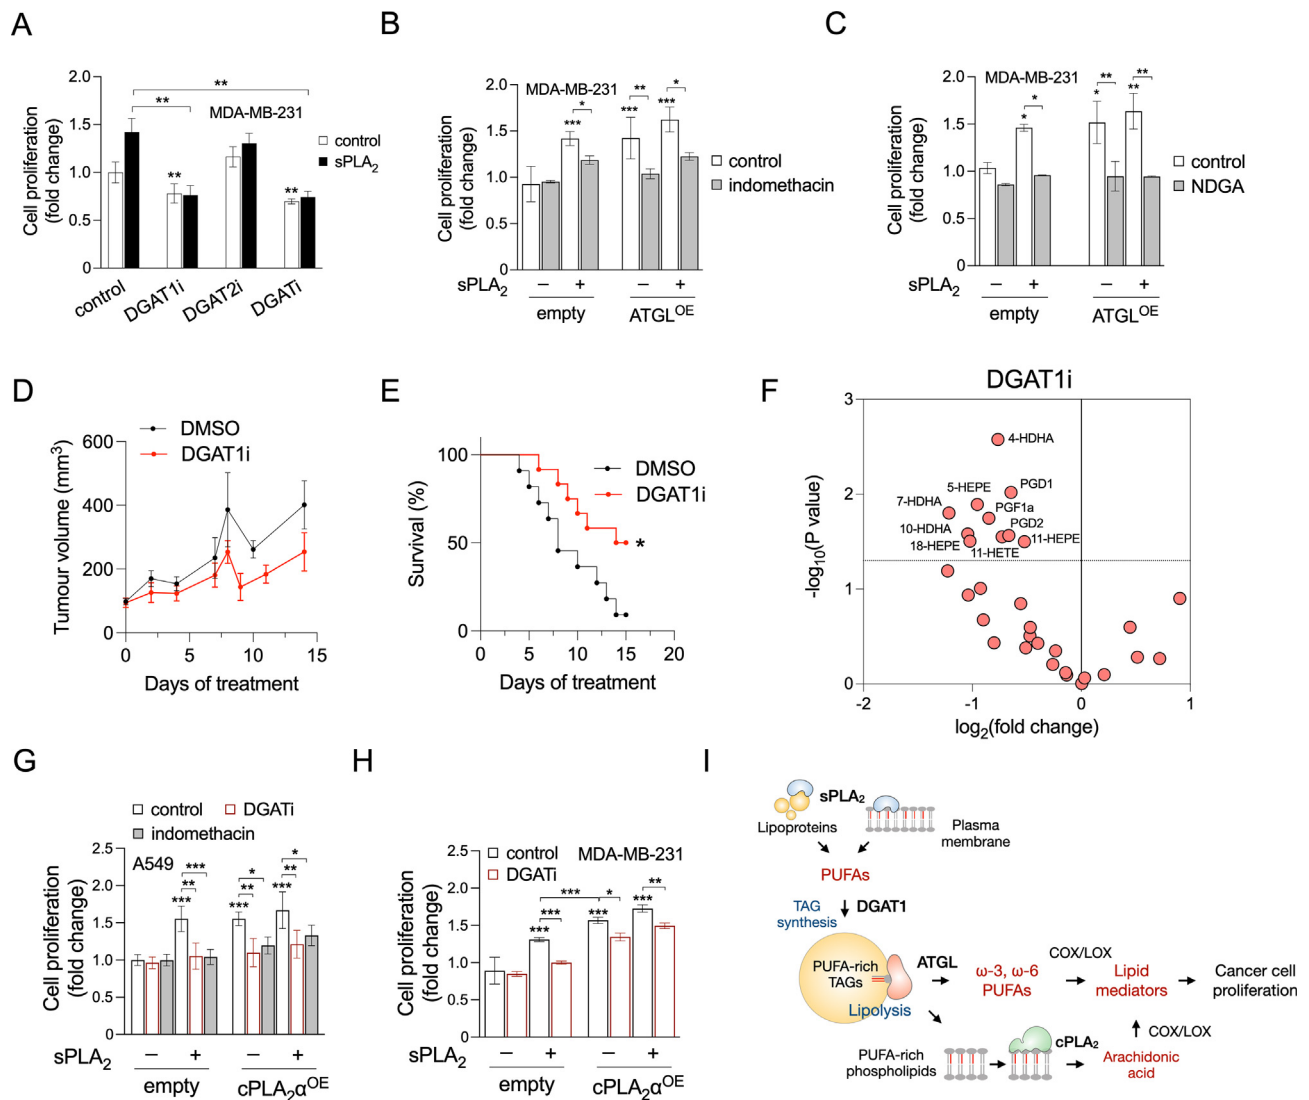 A
Cell proliferation
(fold change)
2.0
1.5
1.0
0.5
0
**
**
MDA-MB-231
control
sPLA2
**
**
control
DGAT1i
DGAT2i
DGATi
B
Cell proliferation
(fold change)
2.0
1.5
1.0
0.5
0
MDA-MB-231
*
***
**
***
*
***
control
indomethacin
sPLA2
–
+
–
+
empty
ATGLOE
C
Cell proliferation
(fold change)
2.0
1.5
1.0
0.5
0
MDA-MB-231
*
*
**
*
**
**
control
NDGA
sPLA2
–
+
–
+
empty
ATGLOE
D
DMSO
DGAT1i
Tumour volume (mm3)
600
400
200
0
0
5
10
15
Days of treatment
E
Survival (%)
100
50
0
DMSO
DGAT1i
*
0
5
10
15
20
Days of treatment
F
DGAT1i
-log10(P value)
3
2
1
0
4-HDHA
PGD1
5-HEPE
7-HDHA
PGF1a
10-HDHA
PGD2
18-HEPE
11-HEPE
11-HETE
-2
-1
0
1
log2(fold change)
G
control
DGATi
indomethacin
Cell proliferation
(fold change)
2.5
2.0
1.5
1.0
0.5
0
A549
***
**
***
*
**
***
*
**
***
sPLA2
–
+
–
+
empty
cPLA2αOE
H
control
DGATi
MDA-MB-231
Cell proliferation
(fold change)
2.5
2.0
1.5
1.0
0.5
0
***
***
***
*
***
**
***
sPLA2
–
+
–
+
empty
cPLA2αOE
I
sPLA2
Lipoproteins
Plasma
membrane
PUFAs
TAG
synthesis
DGAT1
PUFA-rich
TAGs
Lipolysis
ATGL
ω-3, ω-6
PUFAs
COX/LOX
Lipid
mediators
Cancer cell
proliferation
PUFA-rich
phospholipids
cPLA2
COX/LOX
Arachidonic
acid